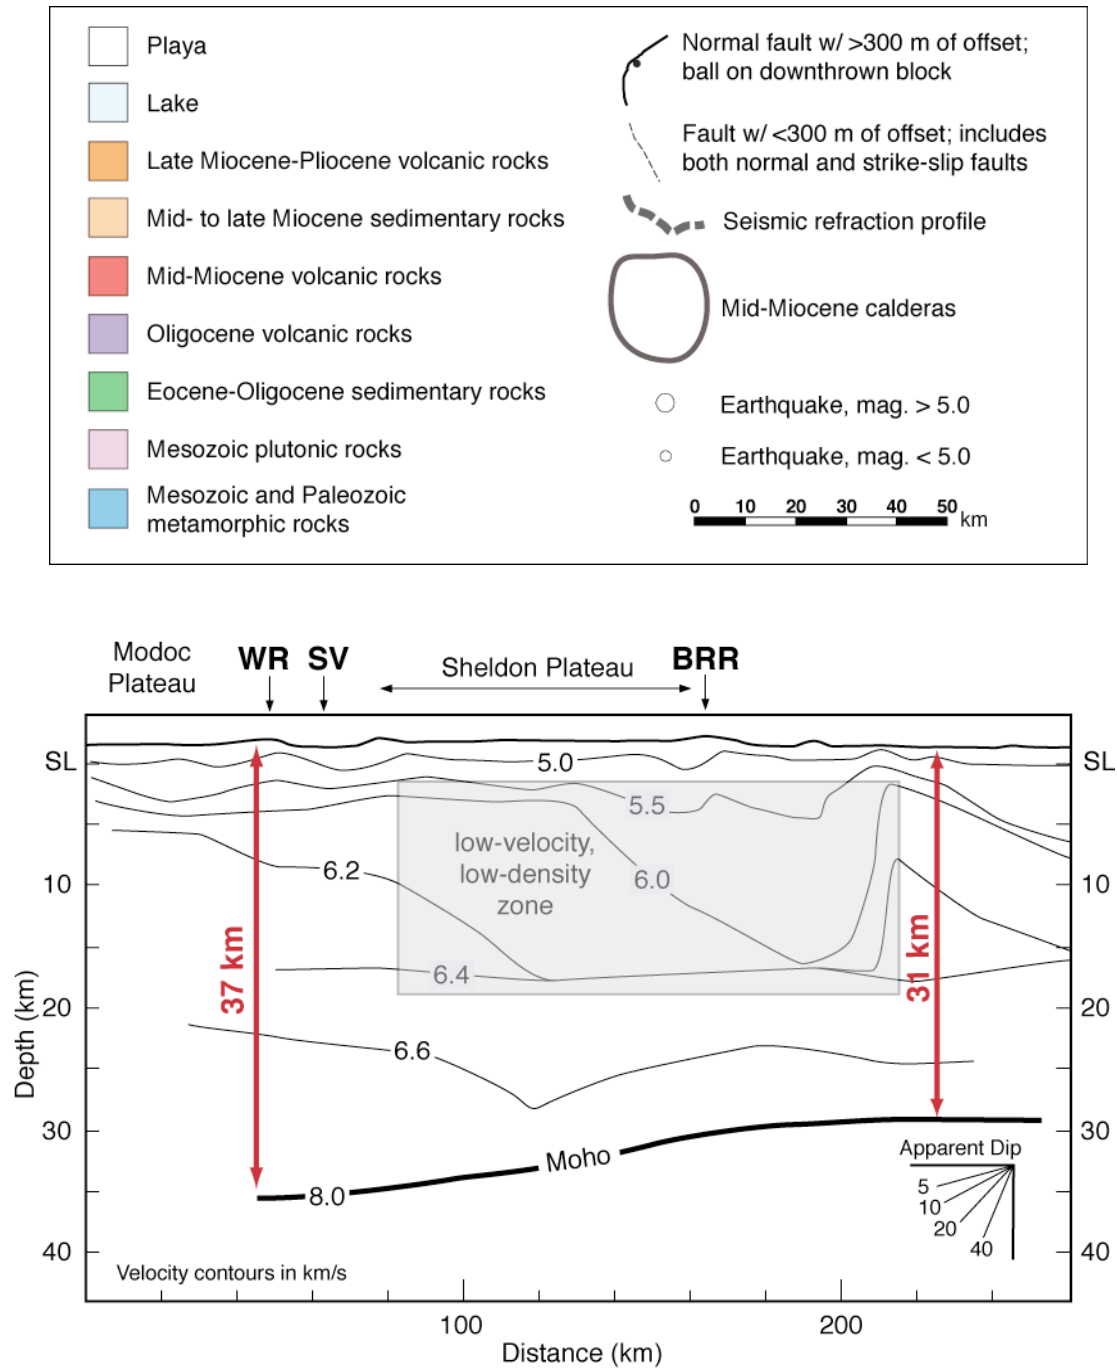 Playa
Lake
Late Miocene-Pliocene volcanic rocks
Mid- to late Miocene sedimentary rocks
Mid-Miocene volcanic rocks
Oligocene volcanic rocks
Eocene-Oligocene sedimentary rocks
Mesozoic plutonic rocks
Mesozoic and Paleozoic
metamorphic rocks
Normal fault w/ >300 m of offset;
ball on downthrown block
Fault w/ <300 m of offset; includes
both normal and strike-slip faults
Seismic refraction profile
Mid-Miocene calderas
Earthquake, mag. > 5.0
Earthquake, mag. < 5.0
0 10 20 30 40 50
km
Modoc
Plateau
WR SV
Sheldon Plateau
BRR
SL
SL
5.0
5.5
low-velocity,
low-density
zone
6.0
6.2
6.4
6.6
37 km
31 km
10
20
30
40
10
20
30
40
Depth (km)
Moho
8.0
Apparent Dip
5
10
20
40
Velocity contours in km/s
100
200
Distance (km)